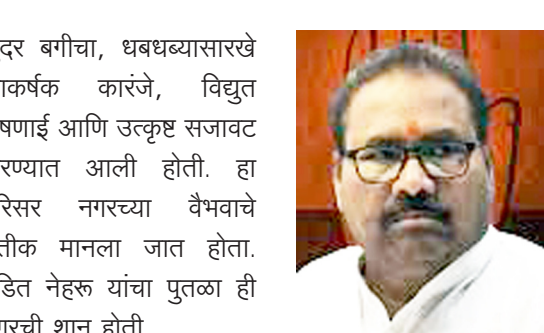 दर बगीचा, धबधब्यासारखे
कर्षक कारंजे, विद्युत
षणाई आणि उत्कृष्ट सजावट
रण्यात आली होती. हा
रिसर नगरच्या वैभवाचे
तीक मानला जात होता.
डित नेहरू यांचा पुतळा ही
गरची शान होती